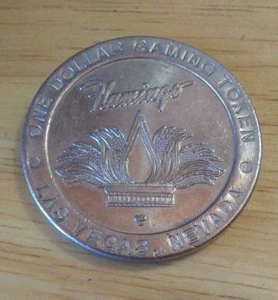 ONE DOLLAR GAMING TOKEN
Flamingo
LAS VEGAS, NEVADA